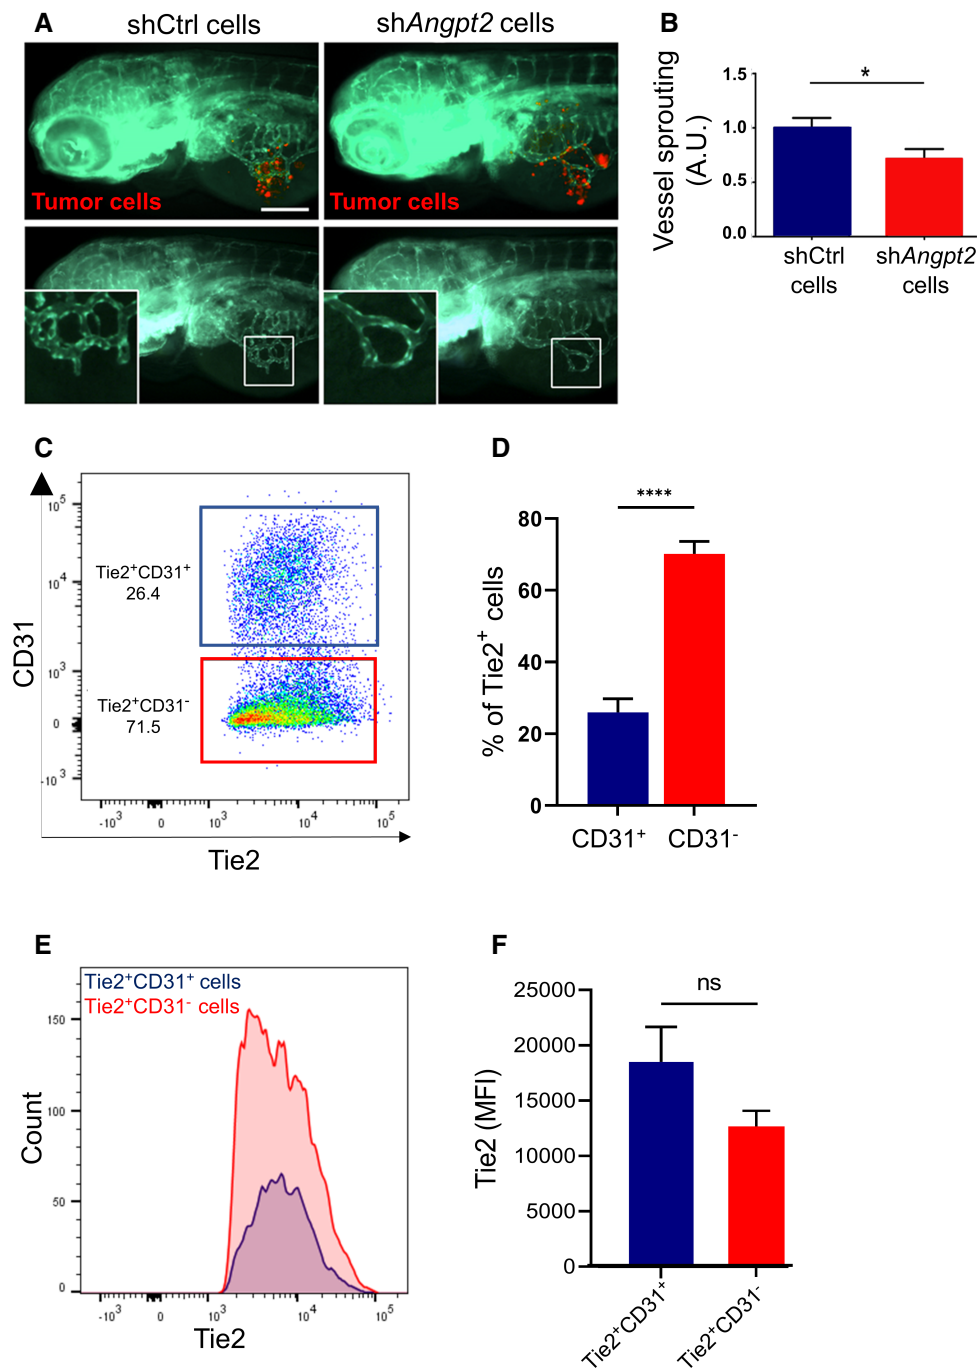 A
shCtrl cells
shAngpt2 cells
Tumor cells
Tumor cells
B
Vessel sprouting
(A.U.)
1.5
1.0
0.5
0.0
*
shCtrl
cells
shAngpt2
cells
C
CD31
10⁵
10⁴
10³
0
-10³
Tie2⁺CD31⁺
26.4
Tie2⁺CD31⁻
71.5
-10³ 0 10³ 10⁴ 10⁵
Tie2
D
% of Tie2⁺ cells
80
60
40
20
0
****
CD31⁺ CD31⁻
E
Tie2⁺CD31⁺ cells
Tie2⁺CD31⁻ cells
Count
150
100
50
0
-10³ 0 10³ 10⁴ 10⁵
Tie2
F
Tie2 (MFI)
25000
20000
15000
10000
5000
0
ns
Tie2⁺CD31⁺
Tie2⁺CD31⁻